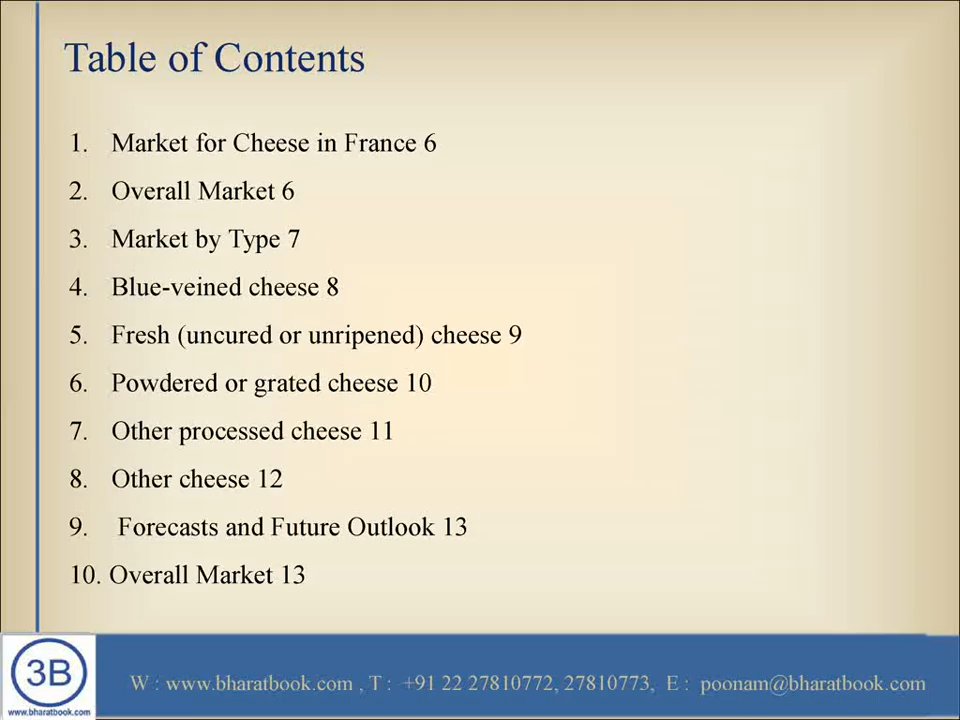 Table of Contents
1. Market for Cheese in France 6
2. Overall Market 6
3. Market by Type 7
4. Blue-veined cheese 8
5. Fresh (uncured or unripened) cheese 9
6. Powdered or grated cheese 10
7. Other processed cheese 11
8. Other cheese 12
9. Forecasts and Future Outlook 13
10. Overall Market 13
3B
www.bharatbook.com
W : www.bharatbook.com , T : +91 22 27810772, 27810773, E : poonam@bharatbook.com